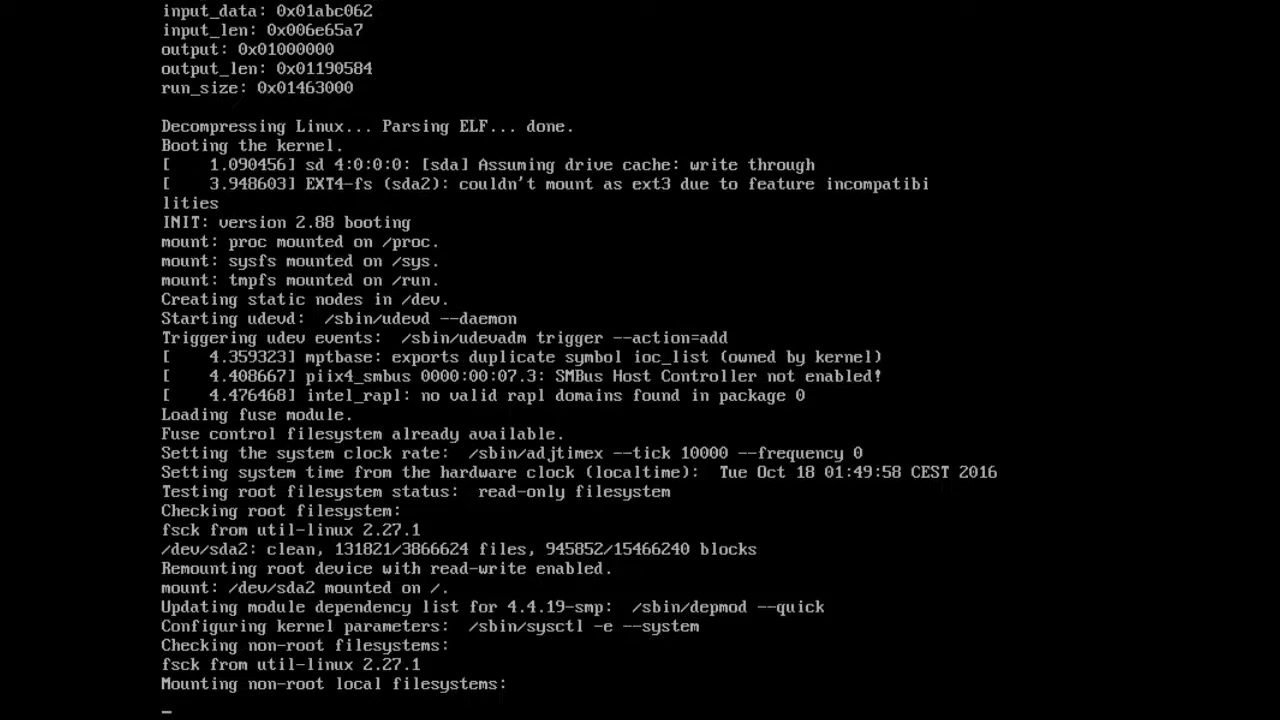 input_data: 0x01abc062
input_len: 0x006e65a7
output: 0x01000000
output_len: 0x01190584
run_size: 0x01463000
Decompressing Linux... Parsing ELF... done.
Booting the kernel.
[    1.090456] sd 4:0:0:0: [sda] Assuming drive cache: write through
[    3.948603] EXT4-fs (sda2): couldn't mount as ext3 due to feature incompatibi
lities
INIT: version 2.88 booting
mount: proc mounted on /proc.
mount: sysfs mounted on /sys.
mount: tmpfs mounted on /run.
Creating static nodes in /dev.
Starting udevd:  /sbin/udevd --daemon
Triggering udev events:  /sbin/udevadm trigger --action=add
[    4.359323] mptbase: exports duplicate symbol ioc_list (owned by kernel)
[    4.408667] piix4_smbus 0000:00:07.3: SMBus Host Controller not enabled!
[    4.476468] intel_rapl: no valid rapl domains found in package 0
Loading fuse module.
Fuse control filesystem already available.
Setting the system clock rate:  /sbin/adjtimex --tick 10000 --frequency 0
Setting system time from the hardware clock (localtime):  Tue Oct 18 01:49:58 CEST 2016
Testing root filesystem status:  read-only filesystem
Checking root filesystem:
fsck from util-linux 2.27.1
/dev/sda2: clean, 131821/3866624 files, 945852/15466240 blocks
Remounting root device with read-write enabled.
mount: /dev/sda2 mounted on /.
Updating module dependency list for 4.4.19-smp:  /sbin/depmod --quick
Configuring kernel parameters:  /sbin/sysctl -e --system
Checking non-root filesystems:
fsck from util-linux 2.27.1
Mounting non-root local filesystems: